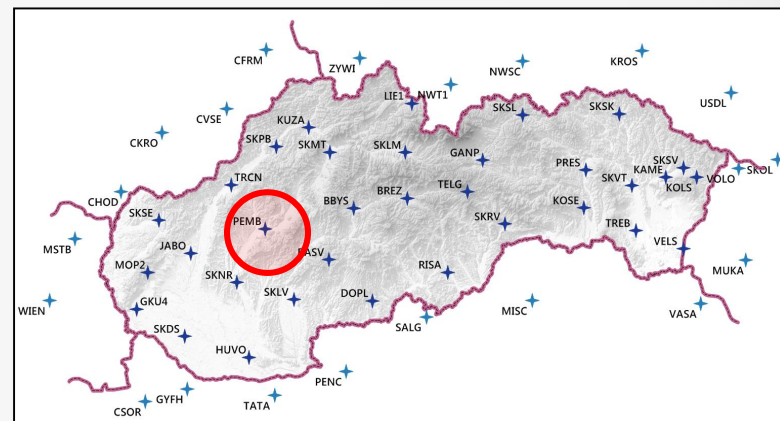 CFRM
ZYWI
NWSC
KROS
LIE1
NWT1
USDL
CVSE
KUZA
SKSL
SKSK
CKRO
SKPB
SKMT
SKLM
GANP
PRES
SKSV
SKOL
TRCN
KAME
VOLO
SKVT
KOLS
CHOD
BBYS
BREZ
TELG
KOSE
SKSE
PEMB
SKRV
TREB
MSTB
JABO
VELS
MOP2
SKNR
RISA
MUKA
WIEN
GKU4
SKLV
DOPL
MISC
VASA
SKDS
SALG
HUVO
PENC
CSOR
GYFH
TATA